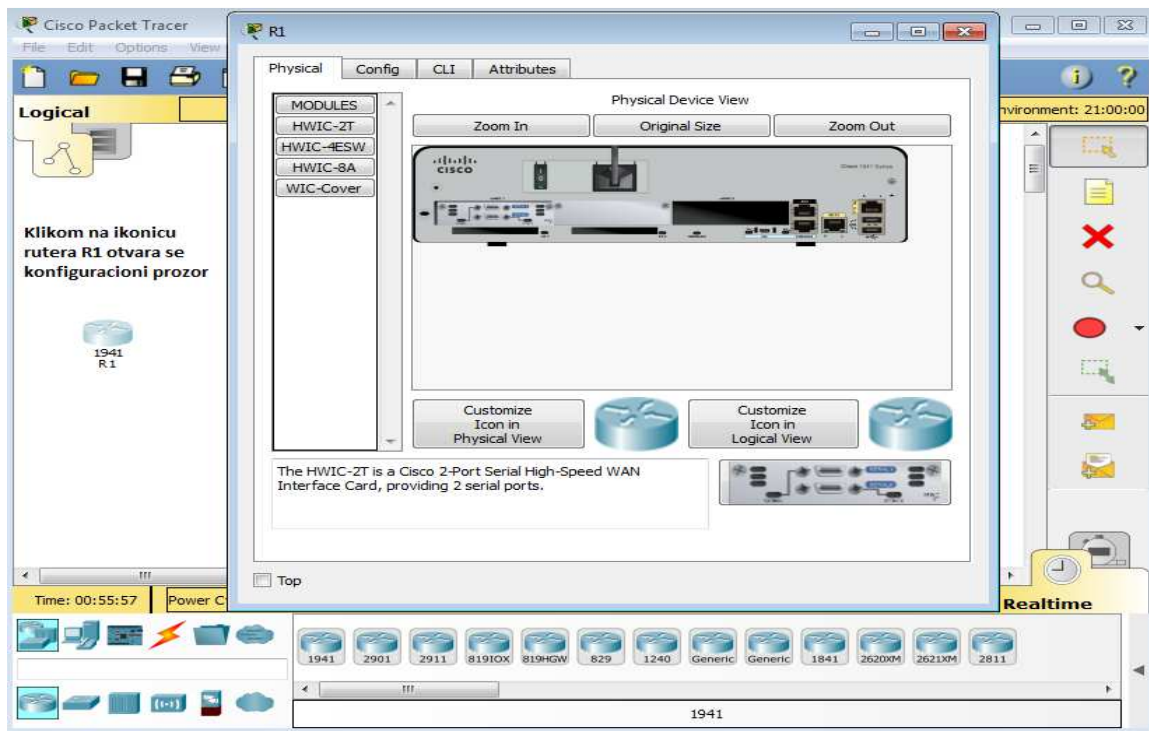 Cisco Packet Tracer
File Edit Options View
Logical
nvironment: 21:00:00
Klikom na ikonicu
rutera R1 otvara se
konfiguracioni prozor
1941
R1
R1
Physical Config CLI Attributes
MODULES
HWIC-2T
HWIC-4ESW
HWIC-8A
WIC-Cover
Physical Device View
Zoom In Original Size Zoom Out
CISCO
Customize
Icon in
Physical View
Customize
Icon in
Logical View
The HWIC-2T is a Cisco 2-Port Serial High-Speed WAN
Interface Card, providing 2 serial ports.
Top
Time: 00:55:57 Power C
Realtime
1941 2901 2911 819IOX 819HGW 829 1240 Generic Generic 1841 2620XM 2621XM 2811
1941